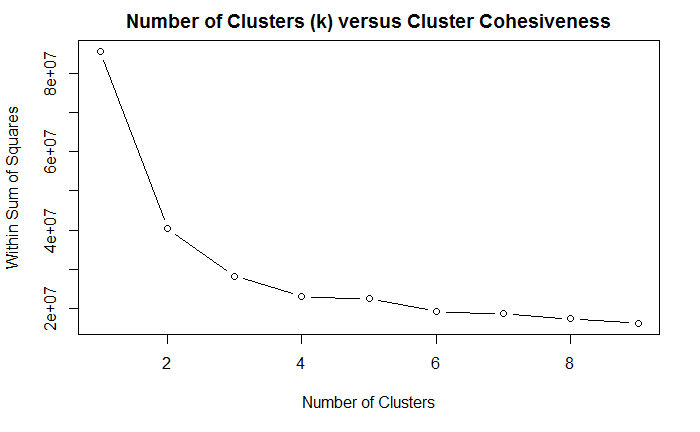 Number of Clusters (k) versus Cluster Cohesiveness
Within Sum of Squares
8e+07
6e+07
4e+07
2e+07
2
4
6
8
Number of Clusters